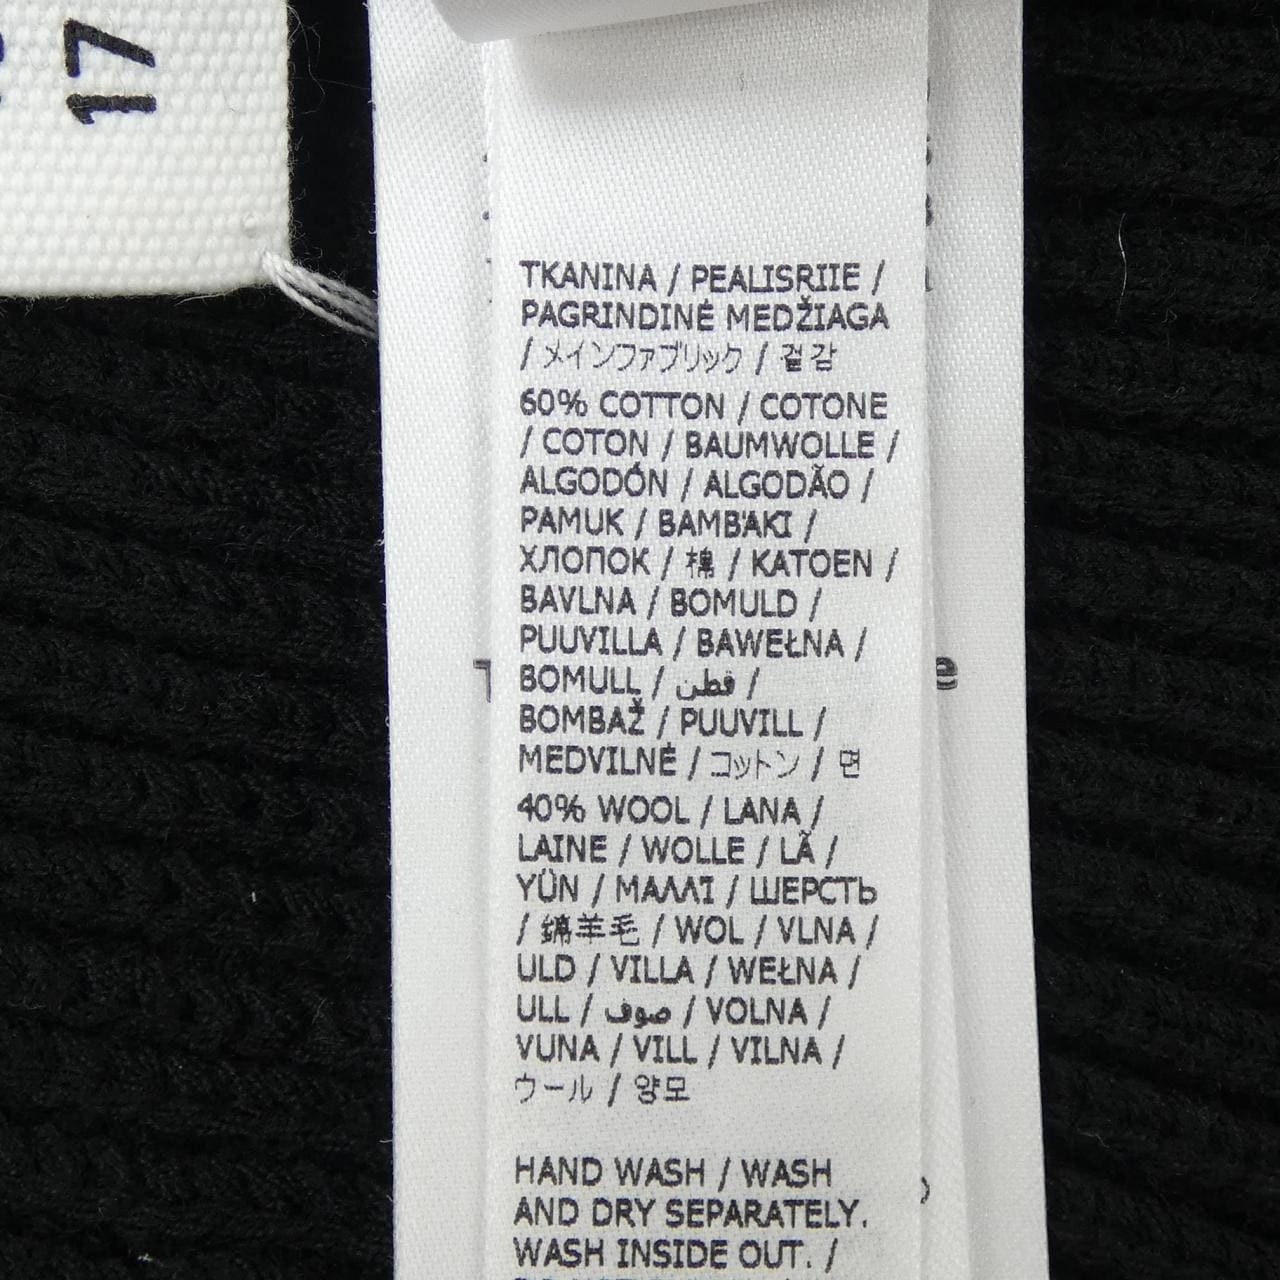 17
TKANINA / PEALISRIIE /
PAGRINDINĖ MEDŽIAGA
/ メインファブリック / 겉감
60% COTTON / COTONE
/ COTON / BAUMWOLLE /
ALGODÓN / ALGODÃO /
PAMUK / ΒΑΜΒΆΚΙ /
ХЛОПОК / 棉 / KATOEN /
BAVLNA / BOMULD /
PUUVILLA / BAWEŁNA /
BOMULL / قطن /
BOMBAŽ / PUUVILL /
MEDVILNĖ / コットン / 면
40% WOOL / LANA /
LAINE / WOLLE / LÃ /
YÜN / ΜΑΛΛΊ / ШЕРСТЬ
/ 綿羊毛 / WOL / VLNA /
ULD / VILLA / WEŁNA /
ULL / صوف / VOLNA /
VUNA / VILL / VILNA /
ウール / 양모
HAND WASH / WASH
AND DRY SEPARATELY.
WASH INSIDE OUT. /